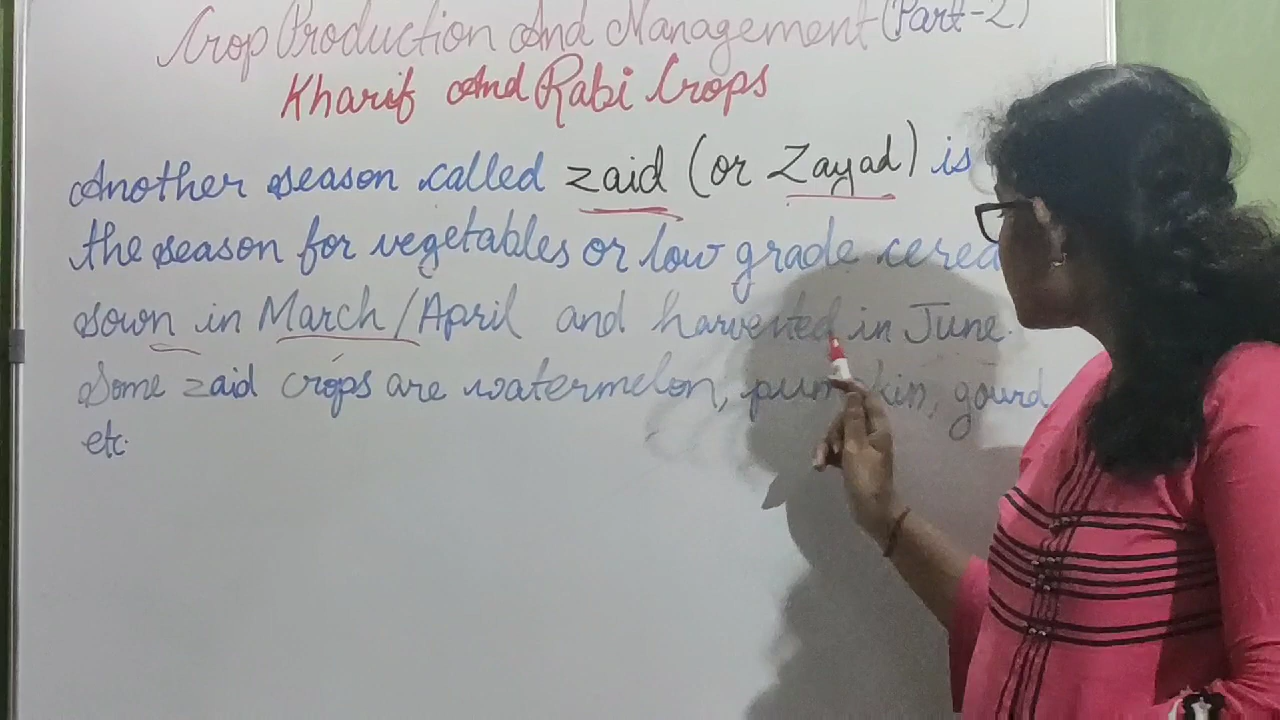 Crop Production And Management (Part-2)
Kharif And Rabi Crops
Another season called zaid (or Zayad) is
the season for vegetables or low grade
sown in March/April and harvested in June.
Some zaid crops are watermelon, pumpkin, gourd
etc.